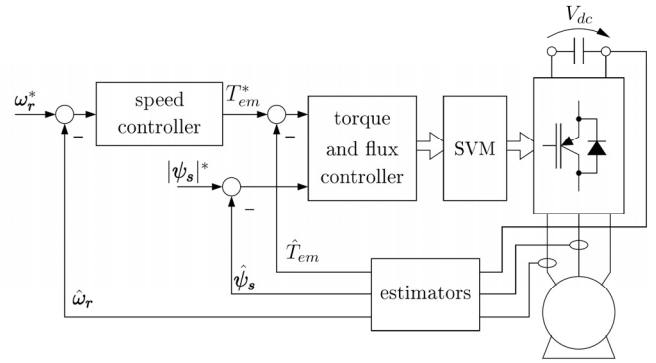 V_dc
ω_r^*
speed
controller
T_em^*
torque
and flux
controller
SVM
|ψ_s|^*
T̂_em
ψ̂_s
ω̂_r
estimators